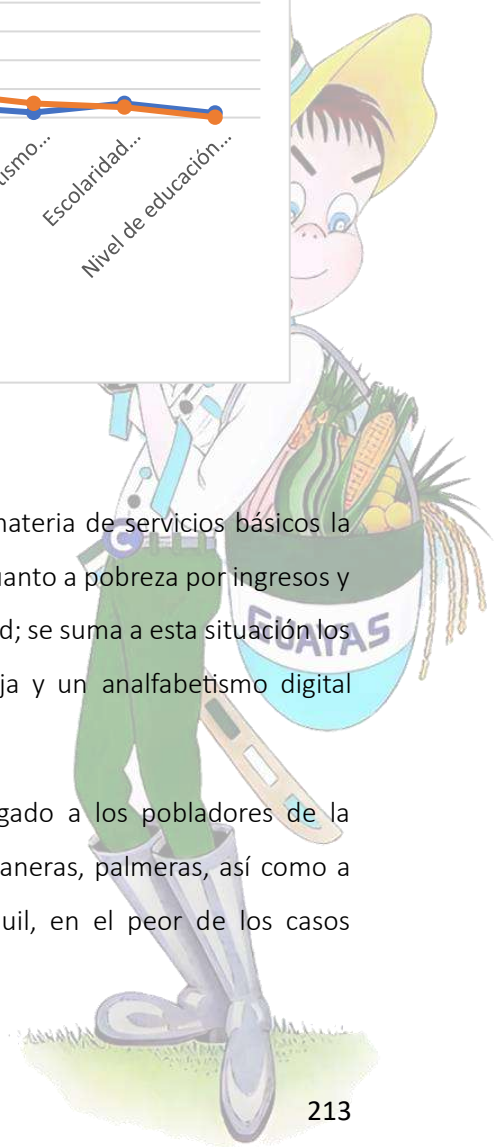 tismo...
Escolaridad...
Nivel de educación...
materia de servicios básicos la
uanto a pobreza por ingresos y
d; se suma a esta situación los
ja y un analfabetismo digital
gado a los pobladores de la
aneras, palmeras, así como a
uil, en el peor de los casos
C
GUAYAS
213